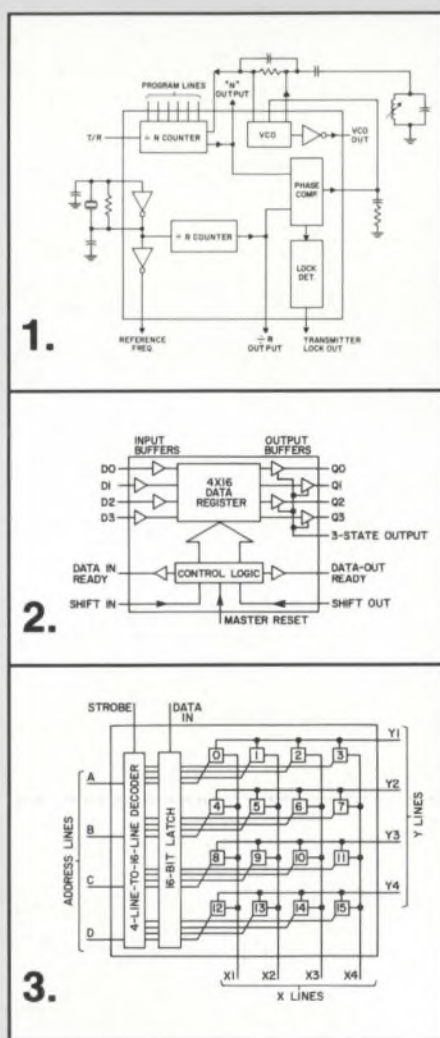 PROGRAM LINES
"N"
OUTPUT
T/R
÷ N COUNTER
VCO
VCO
OUT
PHASE
COMP.
÷ R COUNTER
LOCK
DET.
1.
REFERENCE
FREQ.
÷ R
OUTPUT
TRANSMITTER
LOCK OUT
INPUT
BUFFERS
OUTPUT
BUFFERS
D0
D1
D2
D3
4X16
DATA
REGISTER
Q0
Q1
Q2
Q3
3-STATE OUTPUT
DATA IN
READY
CONTROL LOGIC
DATA-OUT
READY
SHIFT IN
SHIFT OUT
MASTER RESET
2.
STROBE
DATA
IN
ADDRESS LINES
A
B
C
D
4-LINE-TO-16-LINE DECODER
16-BIT LATCH
0
1
2
3
Y1
4
5
6
7
Y2
8
9
10
11
Y3
12
13
14
15
Y4
Y LINES
X1
X2
X3
X4
X LINES
3.